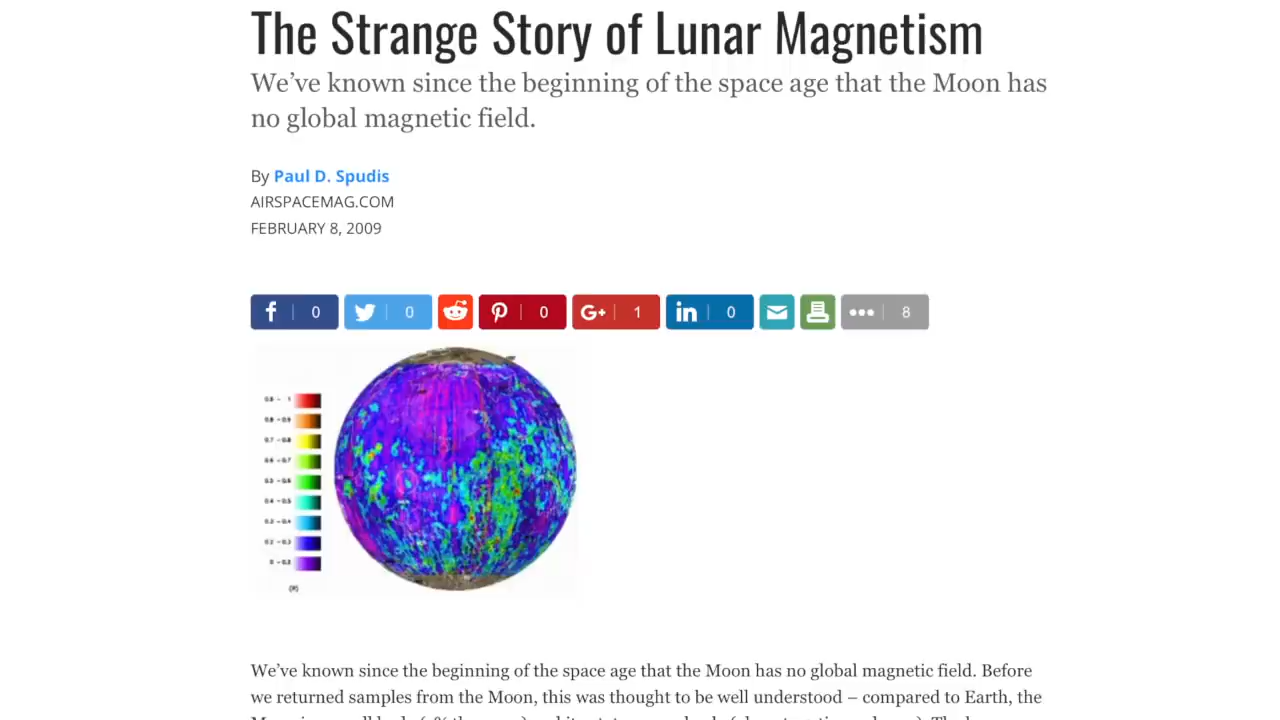 The Strange Story of Lunar Magnetism
We've known since the beginning of the space age that the Moon has
no global magnetic field.
By Paul D. Spudis
AIRSPACEMAG.COM
FEBRUARY 8, 2009
f 0 0 0 G+ 1 in 0 ••• 8
We've known since the beginning of the space age that the Moon has no global magnetic field. Before
we returned samples from the Moon, this was thought to be well understood – compared to Earth, the